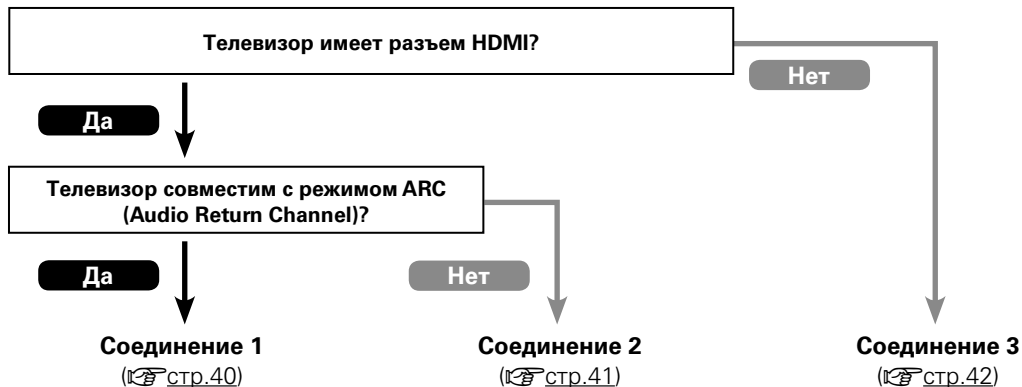 Телевизор имеет разъем HDMI?
Нет
Да
Телевизор совместим с режимом ARC
(Audio Return Channel)?
Да
Нет
Соединение 1
(☞стр.40)
Соединение 2
(☞стр.41)
Соединение 3
(☞стр.42)